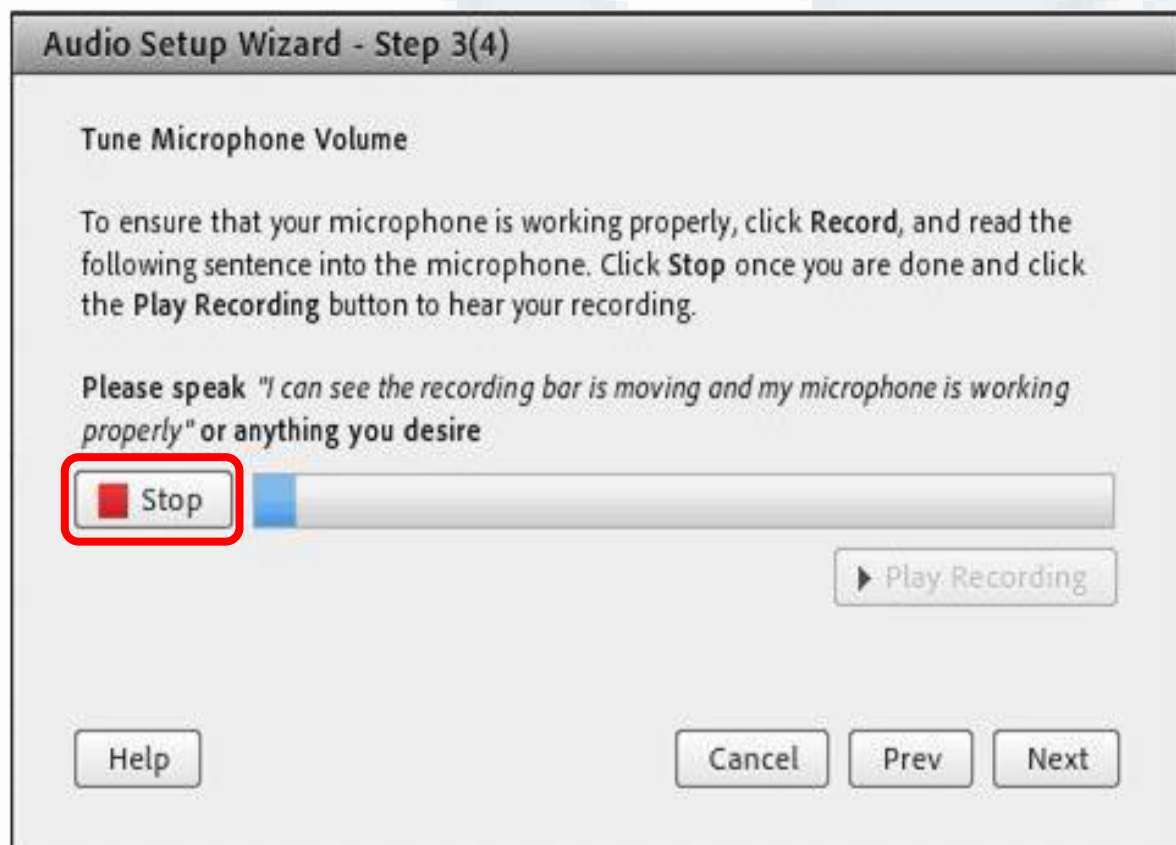 Audio Setup Wizard - Step 3(4)
Tune Microphone Volume
To ensure that your microphone is working properly, click Record, and read the
following sentence into the microphone. Click Stop once you are done and click
the Play Recording button to hear your recording.
Please speak "I can see the recording bar is moving and my microphone is working
properly" or anything you desire
Stop
Play Recording
Help
Cancel
Prev
Next